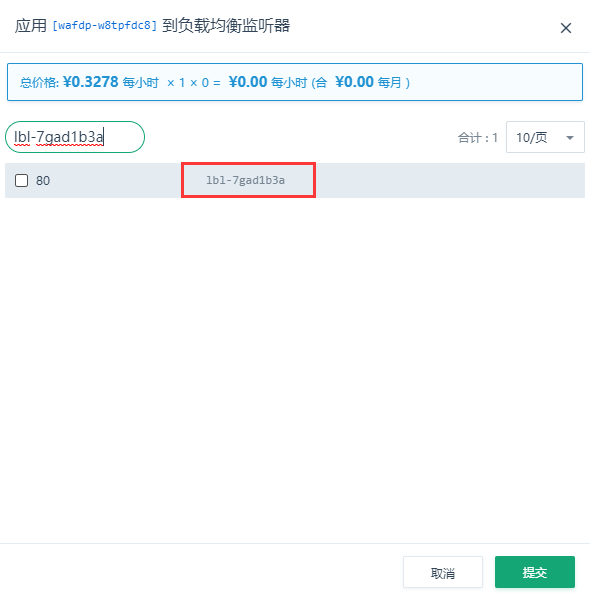 应用 [wafdp-w8tpfdc8] 到负载均衡监听器
总价格: ¥0.3278 每小时 × 1 × 0 = ¥0.00 每小时 (合 ¥0.00 每月 )
lbl-7gad1b3a 合计 : 1 10/页
80 lbl-7gad1b3a
取消 提交